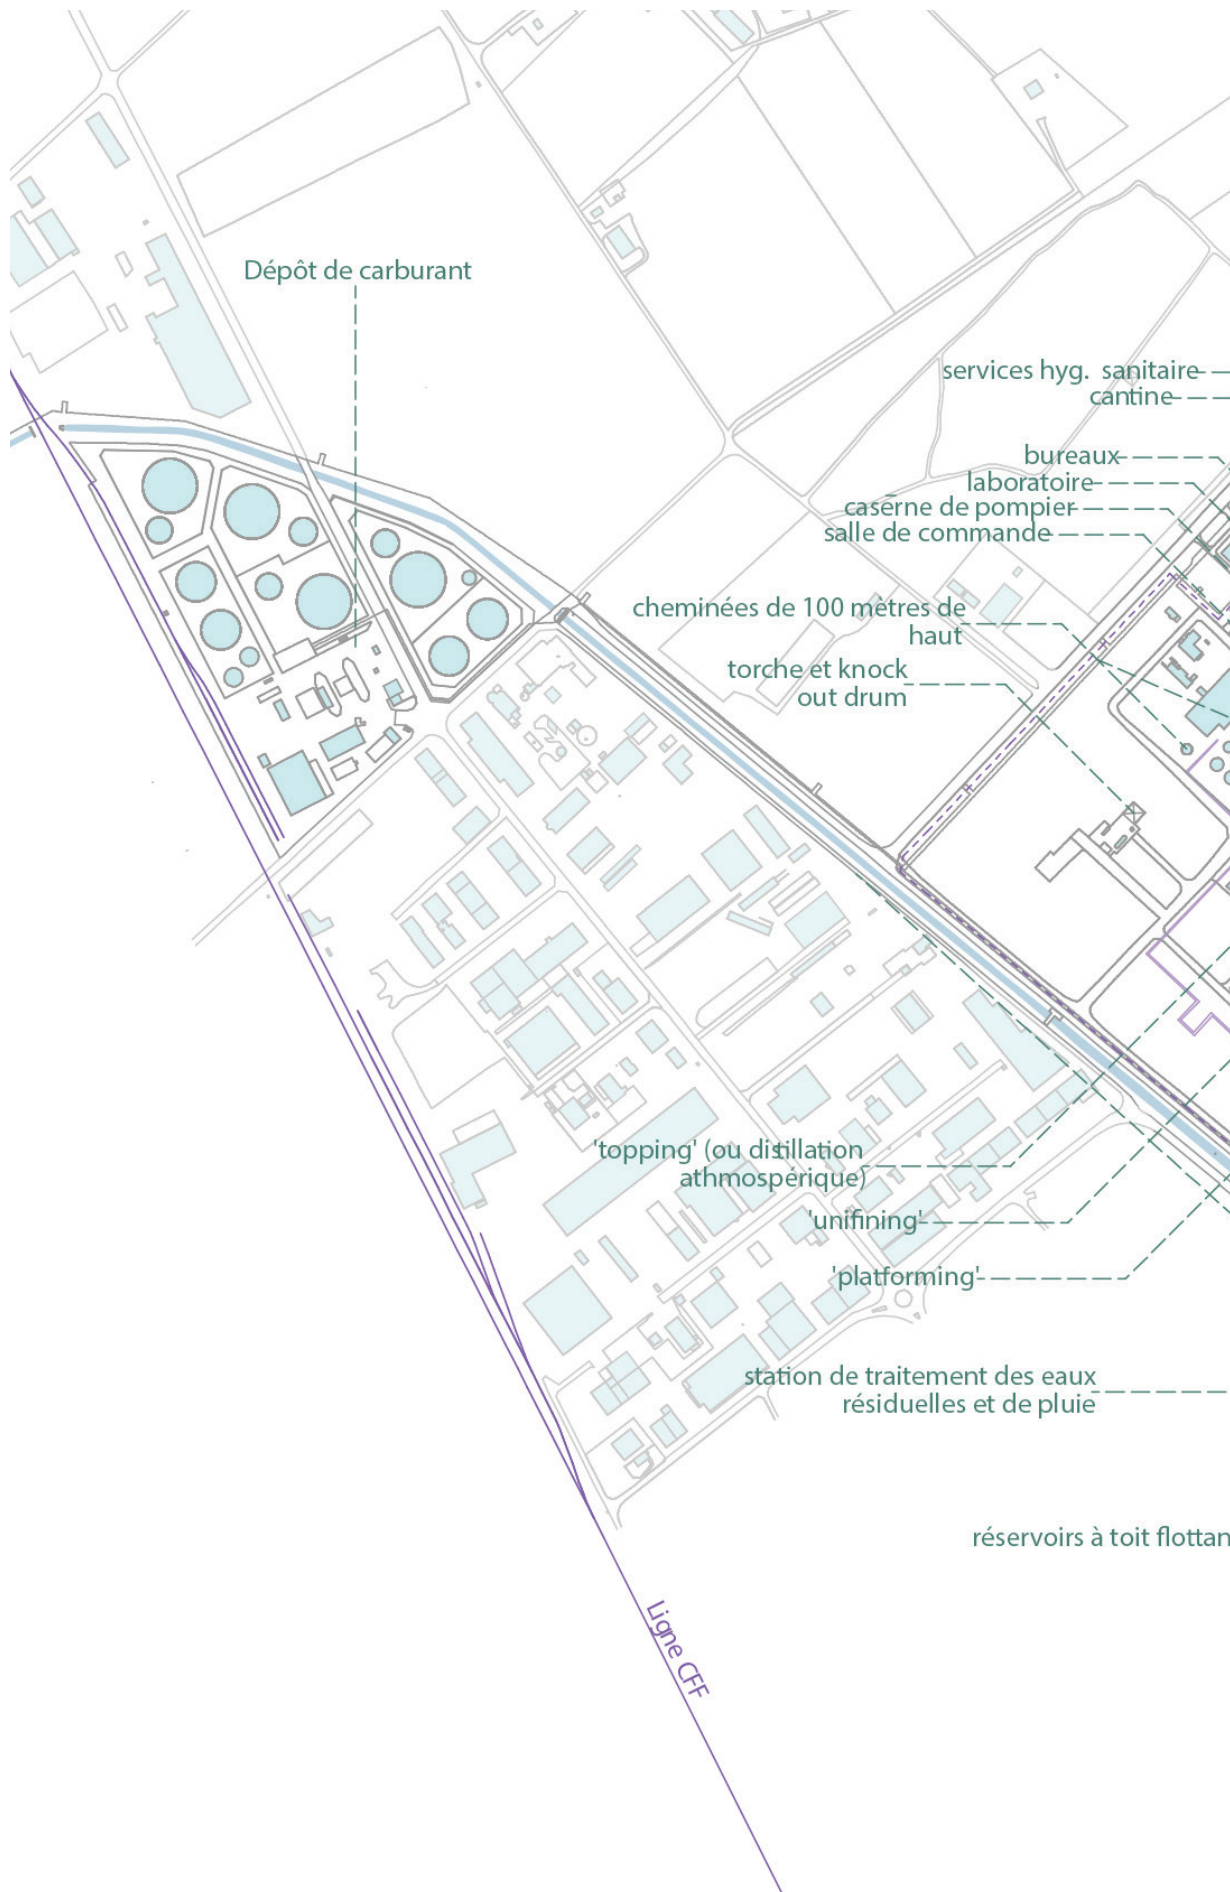 Dépôt de carburant
services hyg. sanitaire
cantine
bureaux
laboratoire
caserne de pompier
salle de commande
cheminées de 100 mètres de
haut
torche et knock
out drum
'topping' (ou distillation
athmospérique)
'unifining'
'platforming'
station de traitement des eaux
résiduelles et de pluie
réservoirs à toit flottan
Ligne CFF